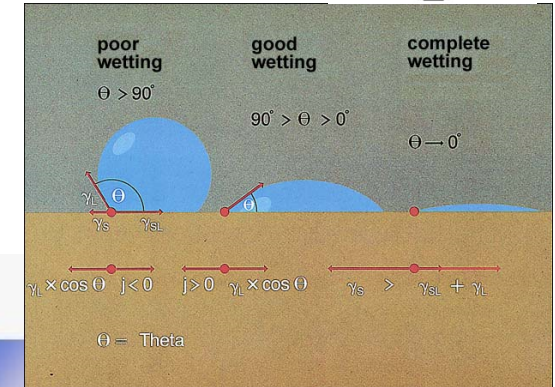 poor
wetting
Θ > 90°
good
wetting
90° > Θ > 0°
complete
wetting
Θ → 0°
γL
Θ
γS
γSL
Θ
γL × cos Θ j < 0
j > 0 γL × cos Θ
γS > γSL + γL
Θ = Theta